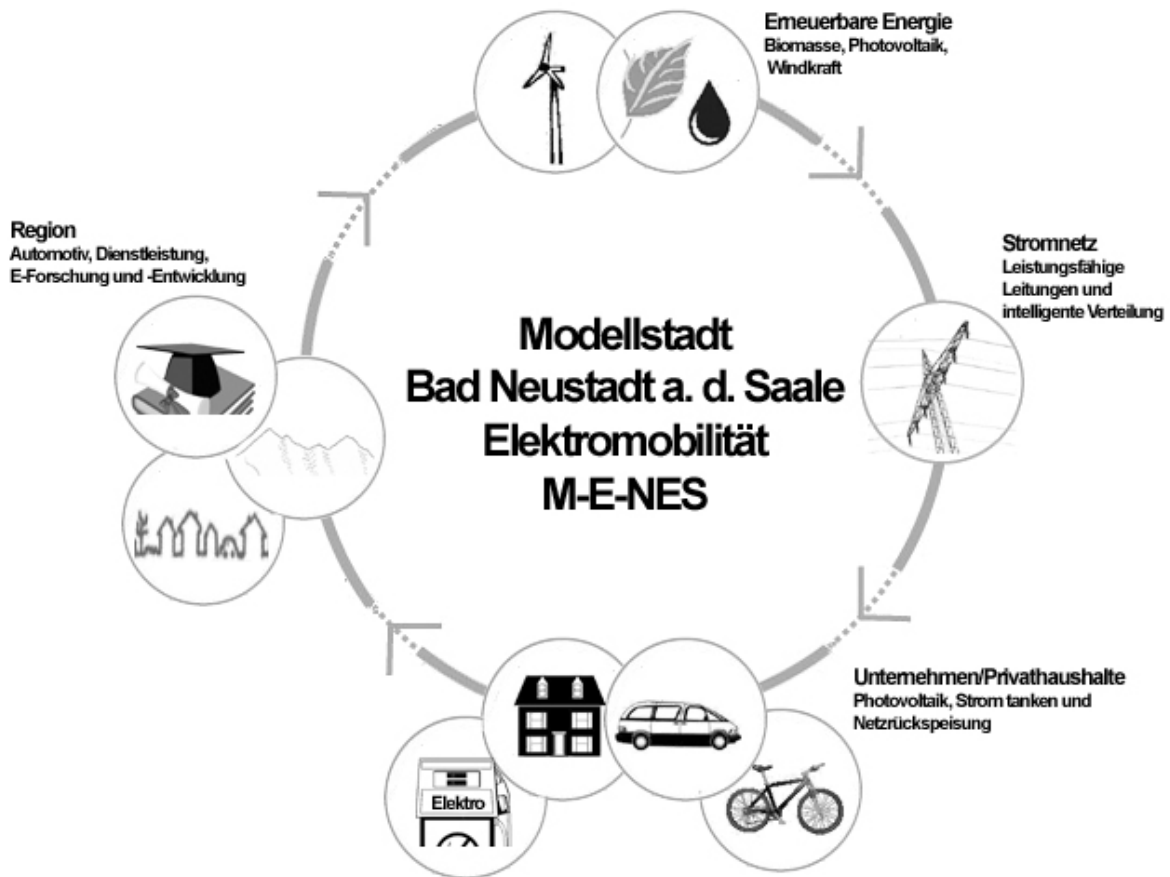 Erneuerbare Energie
Biomasse, Photovoltaik,
Windkraft
Region
Automotiv, Dienstleistung,
E-Forschung und -Entwicklung
Stromnetz
Leistungsfähige
Leitungen und
intelligente Verteilung
Modellstadt
Bad Neustadt a. d. Saale
Elektromobilität
M-E-NES
Unternehmen/Privathaushalte
Photovoltaik, Strom tanken und
Netzrückspeisung
Elektro